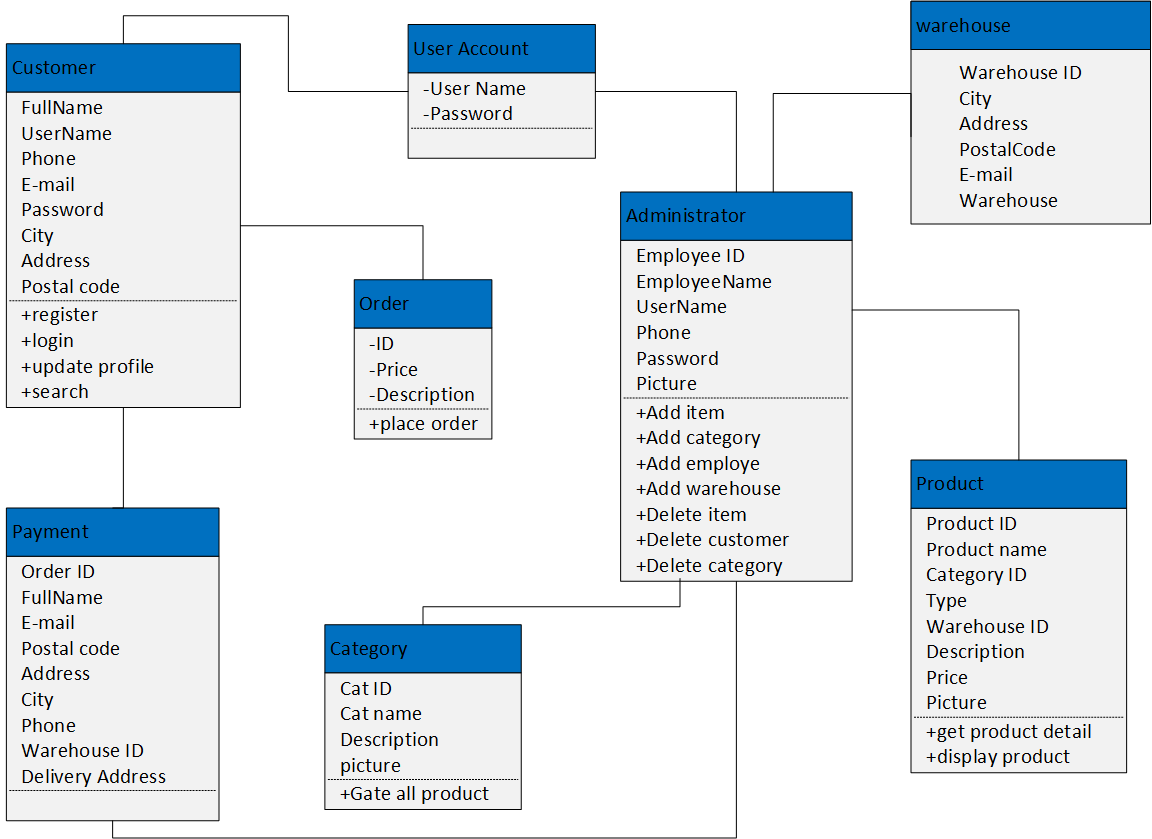 Customer
FullName
UserName
Phone
E-mail
Password
City
Address
Postal code
+register
+login
+update profile
+search
User Account
-User Name
-Password
warehouse
Warehouse ID
City
Address
PostalCode
E-mail
Warehouse
Order
-ID
-Price
-Description
+place order
Administrator
Employee ID
EmployeeName
UserName
Phone
Password
Picture
+Add item
+Add category
+Add employe
+Add warehouse
+Delete item
+Delete customer
+Delete category
Product
Product ID
Product name
Category ID
Type
Warehouse ID
Description
Price
Picture
+get product detail
+display product
Payment
Order ID
FullName
E-mail
Postal code
Address
City
Phone
Warehouse ID
Delivery Address
Category
Cat ID
Cat name
Description
picture
+Gate all product